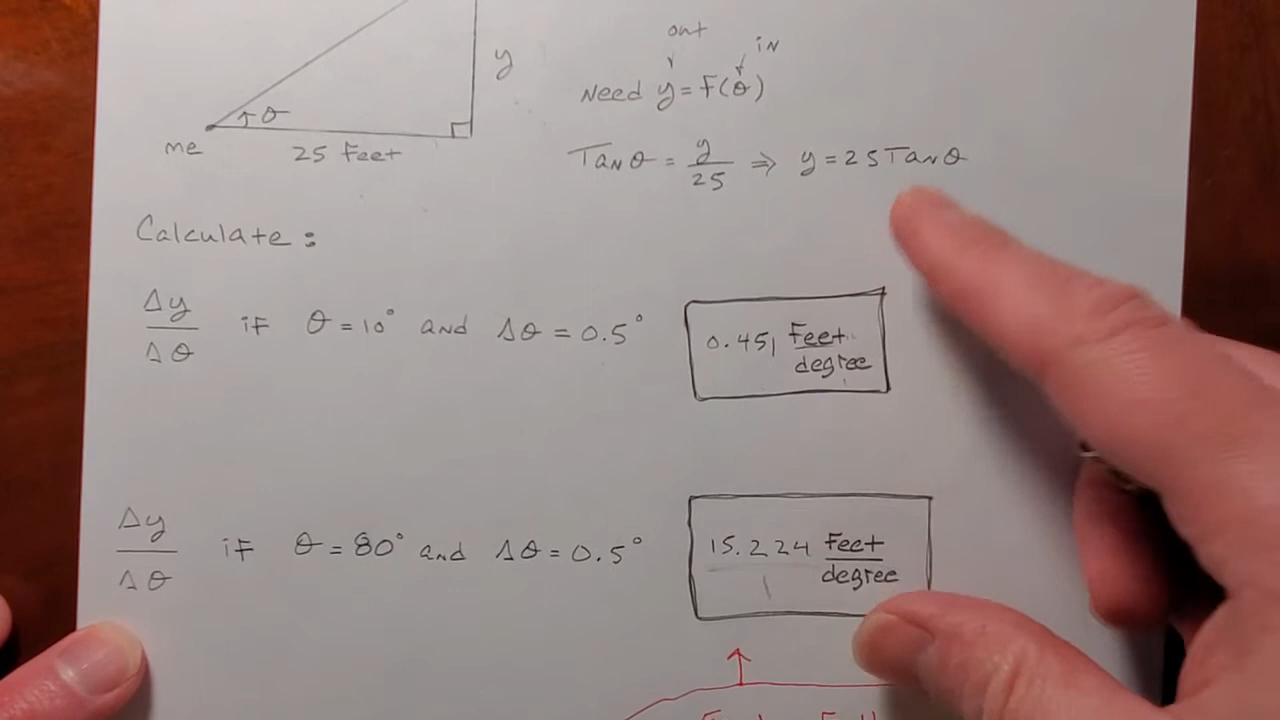 out
in
Need y = F(θ)
y
θ
me
25 Feet
Tan θ = y/25 ⇒ y = 25 Tan θ
Calculate:
Δy/Δθ if θ = 10° and Δθ = 0.5°
0.451 Feet/degree
Δy/Δθ if θ = 80° and Δθ = 0.5°
15.224 Feet/degree
1